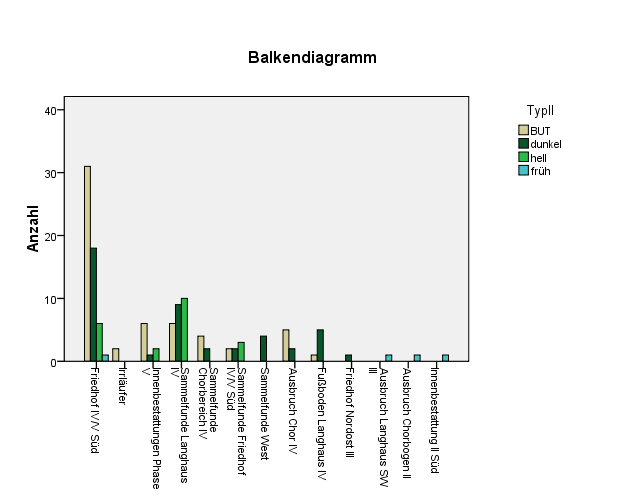 Balkendiagramm
TypII
BUT
dunkel
hell
früh
Anzahl
40
30
20
10
0
Friedhof IV/V Süd
Irrläufer
Innenbestattungen Phase
V
Sammelfunde Langhaus
IV
Sammelfunde
Chorbereich IV
Sammelfunde Friedhof
IV/V Süd
Sammelfunde West
Ausbruch Chor IV
Fußboden Langhaus IV
Friedhof Nordost III
Ausbruch Langhaus SW
III
Ausbruch Chorbogen II
Innenbestattung II Süd